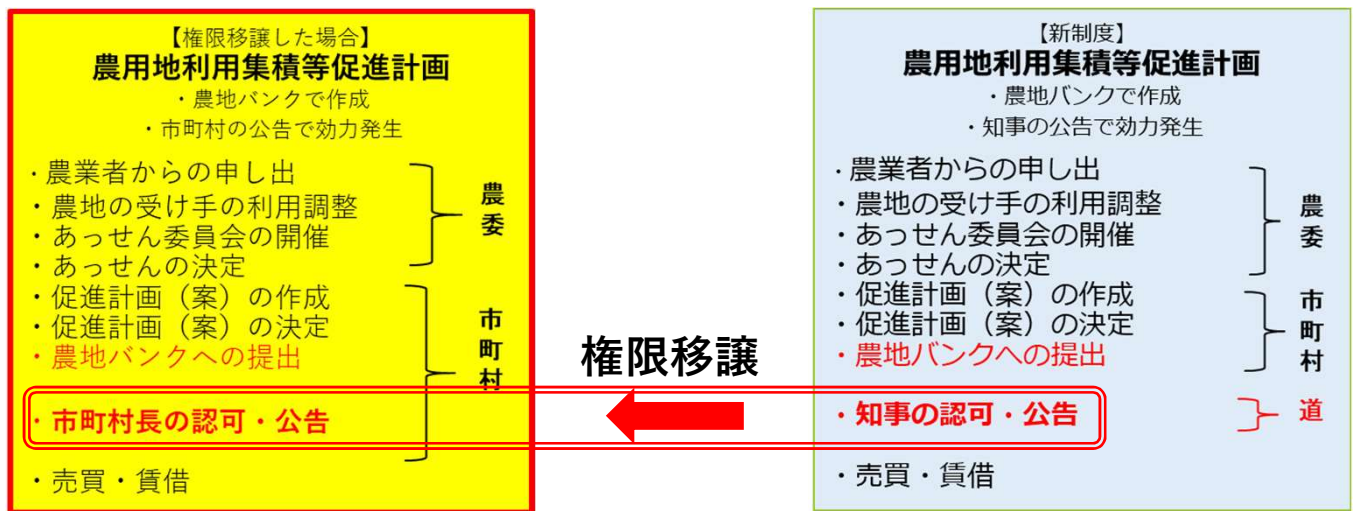 【権限移譲した場合】
農用地利用集積等促進計画
・農地バンクで作成
・市町村の公告で効力発生
・農業者からの申し出
・農地の受け手の利用調整
・あっせん委員会の開催
・あっせんの決定
農委
・促進計画（案）の作成
・促進計画（案）の決定
・農地バンクへの提出
・市町村長の認可・公告
市町村
・売買・賃借
権限移譲
【新制度】
農用地利用集積等促進計画
・農地バンクで作成
・知事の公告で効力発生
・農業者からの申し出
・農地の受け手の利用調整
・あっせん委員会の開催
・あっせんの決定
農委
・促進計画（案）の作成
・促進計画（案）の決定
・農地バンクへの提出
市町村
・知事の認可・公告
道
・売買・賃借